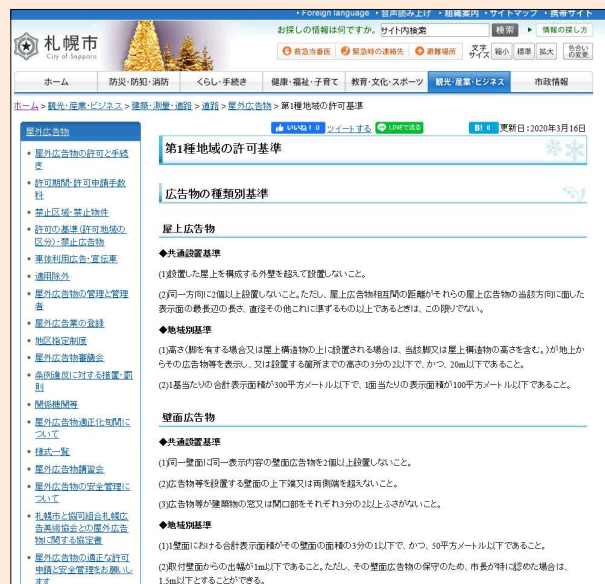 ・Foreign language ・音声読み上げ ・組織案内 ・サイトマップ ・携帯サイト
お探しの情報は何ですか。 サイト内検索 検索 情報の探し方
札幌市
City of Sapporo
救急当番医 緊急時の連絡先 避難場所 文字サイズ 縮小 標準 拡大 色合いの変更
ホーム 防災・防犯・消防 くらし・手続き 健康・福祉・子育て 教育・文化・スポーツ 観光・産業・ビジネス 市政情報
ホーム > 観光・産業・ビジネス > 建築・測量・道路 > 道路 > 屋外広告物 > 第1種地域の許可基準
屋外広告物
・屋外広告物の許可と手続き
・許可期間・許可申請手数料
・禁止区域・禁止物件
・許可の基準(許可地域の区分)・禁止広告物
・車体利用広告・宣伝車
・適用除外
・屋外広告物の管理と管理者
・屋外広告業の登録
・地区指定制度
・屋外広告物審議会
・条例違反に対する措置・罰則
・関係機関等
・屋外広告物適正化旬間について
・様式一覧
・屋外広告物講習会
・屋外広告物の安全管理について
・札幌市と協同組合札幌広告美術協会との屋外広告物に関する協定書
・屋外広告物の適正な許可申請と安全管理をお願いします
いいね! 0 ツイートする LINEで送る B! 0 更新日:2020年3月16日
第1種地域の許可基準
広告物の種類別基準
屋上広告物
◆共通設置基準
(1)設置した屋上を構成する外壁を超えて設置しないこと。
(2)同一方向に2個以上設置しないこと。ただし、屋上広告物相互間の距離がそれらの屋上広告物の当該方向に面した
表示面の最長辺の長さ、直径その他これに準ずるもの以上であるときは、この限りでない。
◆地域別基準
(1)高さ(脚を有する場合又は屋上構造物の上に設置される場合は、当該脚又は屋上構造物の高さを含む。)が地上か
らその広告物等を表示し、又は設置する箇所までの高さの3分の2以下で、かつ、20m以下であること。
(2)1基当たりの合計表示面積が300平方メートル以下で、1面当たりの表示面積が100平方メートル以下であること。
壁面広告物
◆共通設置基準
(1)同一壁面に同一表示内容の壁面広告物を2個以上設置しないこと。
(2)広告物等を設置する壁面の上下端又は両側端を超えないこと。
(3)広告物等が建築物の窓又は開口部をそれぞれ3分の2以上ふさがないこと。
◆地域別基準
(1)1壁面における合計表示面積がその壁面の面積の3分の1以下で、かつ、50平方メートル以下であること。
(2)取付壁面からの出幅が1m以下であること。ただし、その壁面広告物の保守のため、市長が特に認めた場合は、
1.5m以下とすることができる。